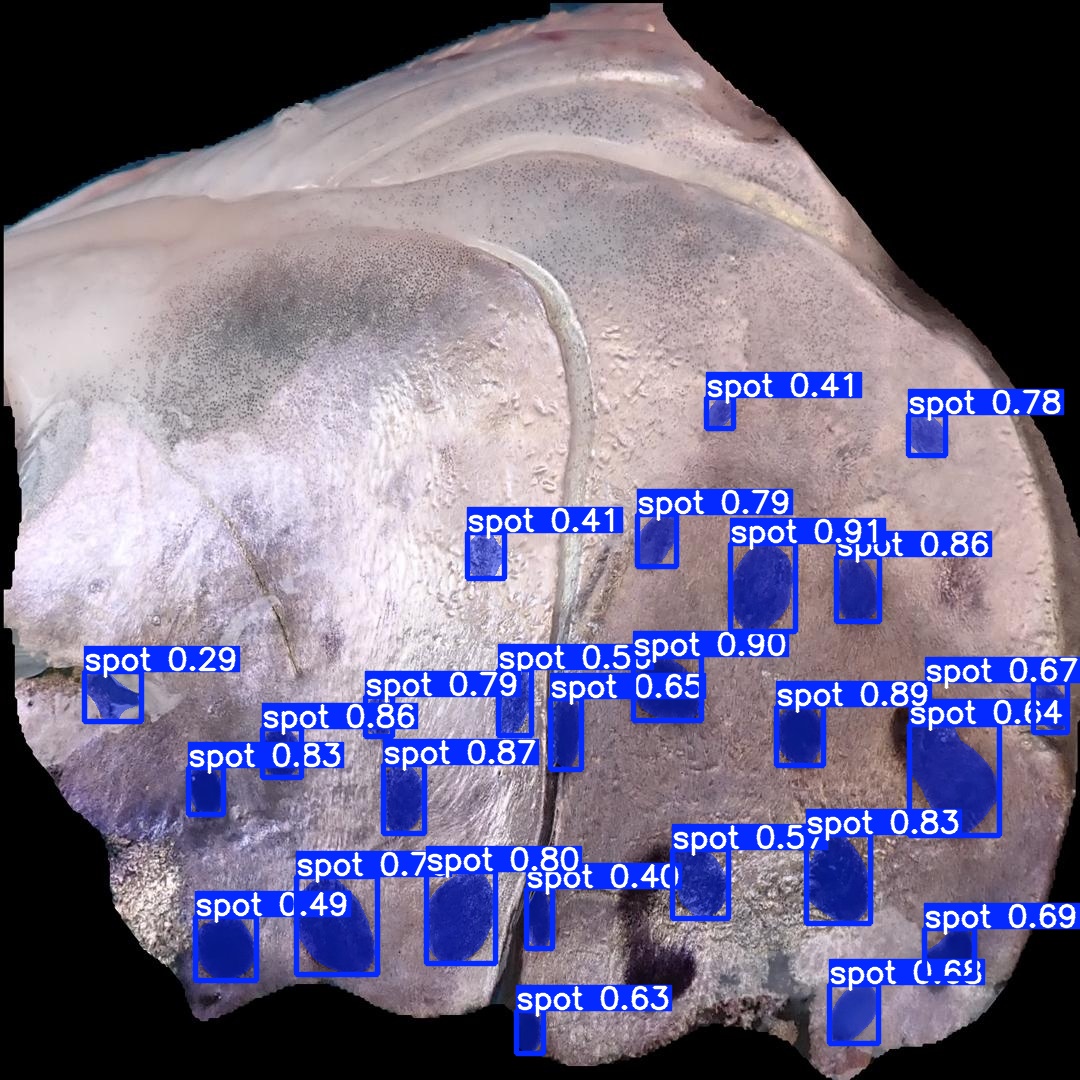 spot 0.41
spot 0.78
spot 0.79
spot 0.41
spot 0.91
spot 0.86
spot 0.90
spot 0.29
spot
spot 0.67
spot 0.79
spot 0.65
spot 0.89
spot 0.64
spot 0.86
spot 0.83
spot 0.87
spot 0.83
spot 0.57
spot
spot 0.80
spot 0.40
spot 0.49
spot 0.69
spot 0.68
spot 0.63